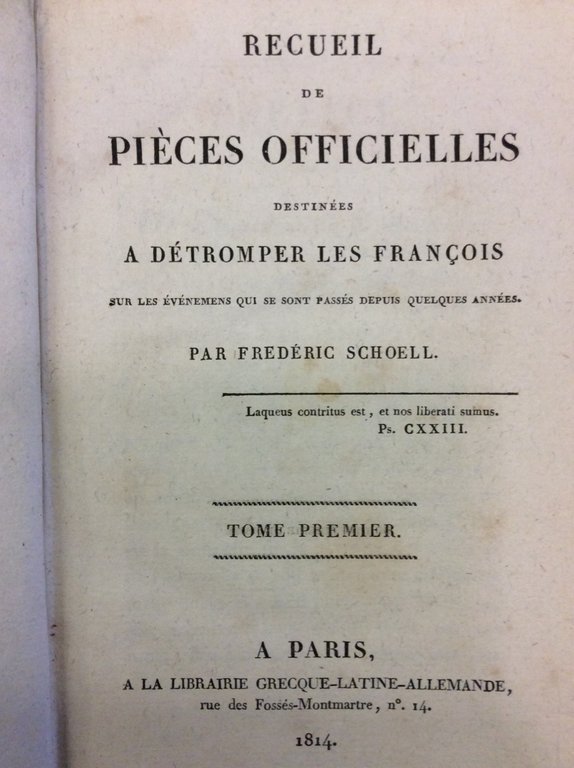 RECUEIL
DE
PIÈCES OFFICIELLES
DESTINÉES
A DÉTROMPER LES FRANÇOIS
SUR LES ÉVÉNEMENS QUI SE SONT PASSÉS DEPUIS QUELQUES ANNÉES.
PAR FREDÉRIC SCHOELL.
Laqueus contritus est, et nos liberati sumus.
Ps. CXXIII.
TOME PREMIER.
A PARIS,
A LA LIBRAIRIE GRECQUE-LATINE-ALLEMANDE,
rue des Fossés-Montmartre, n°. 14.
1814.